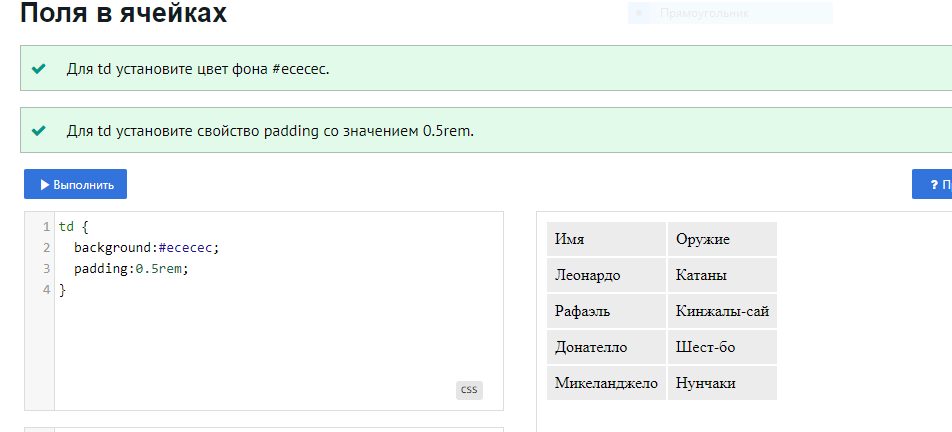 Поля в ячейках
Прямоугольник
Для td установите цвет фона #ececec.
Для td установите свойство padding со значением 0.5rem.
Выполнить
? П
1 td {
2 background:#ececec;
3 padding:0.5rem;
4 }
css
Имя Оружие
Леонардо Катаны
Рафаэль Кинжалы-сай
Донателло Шест-бо
Микеланджело Нунчаки